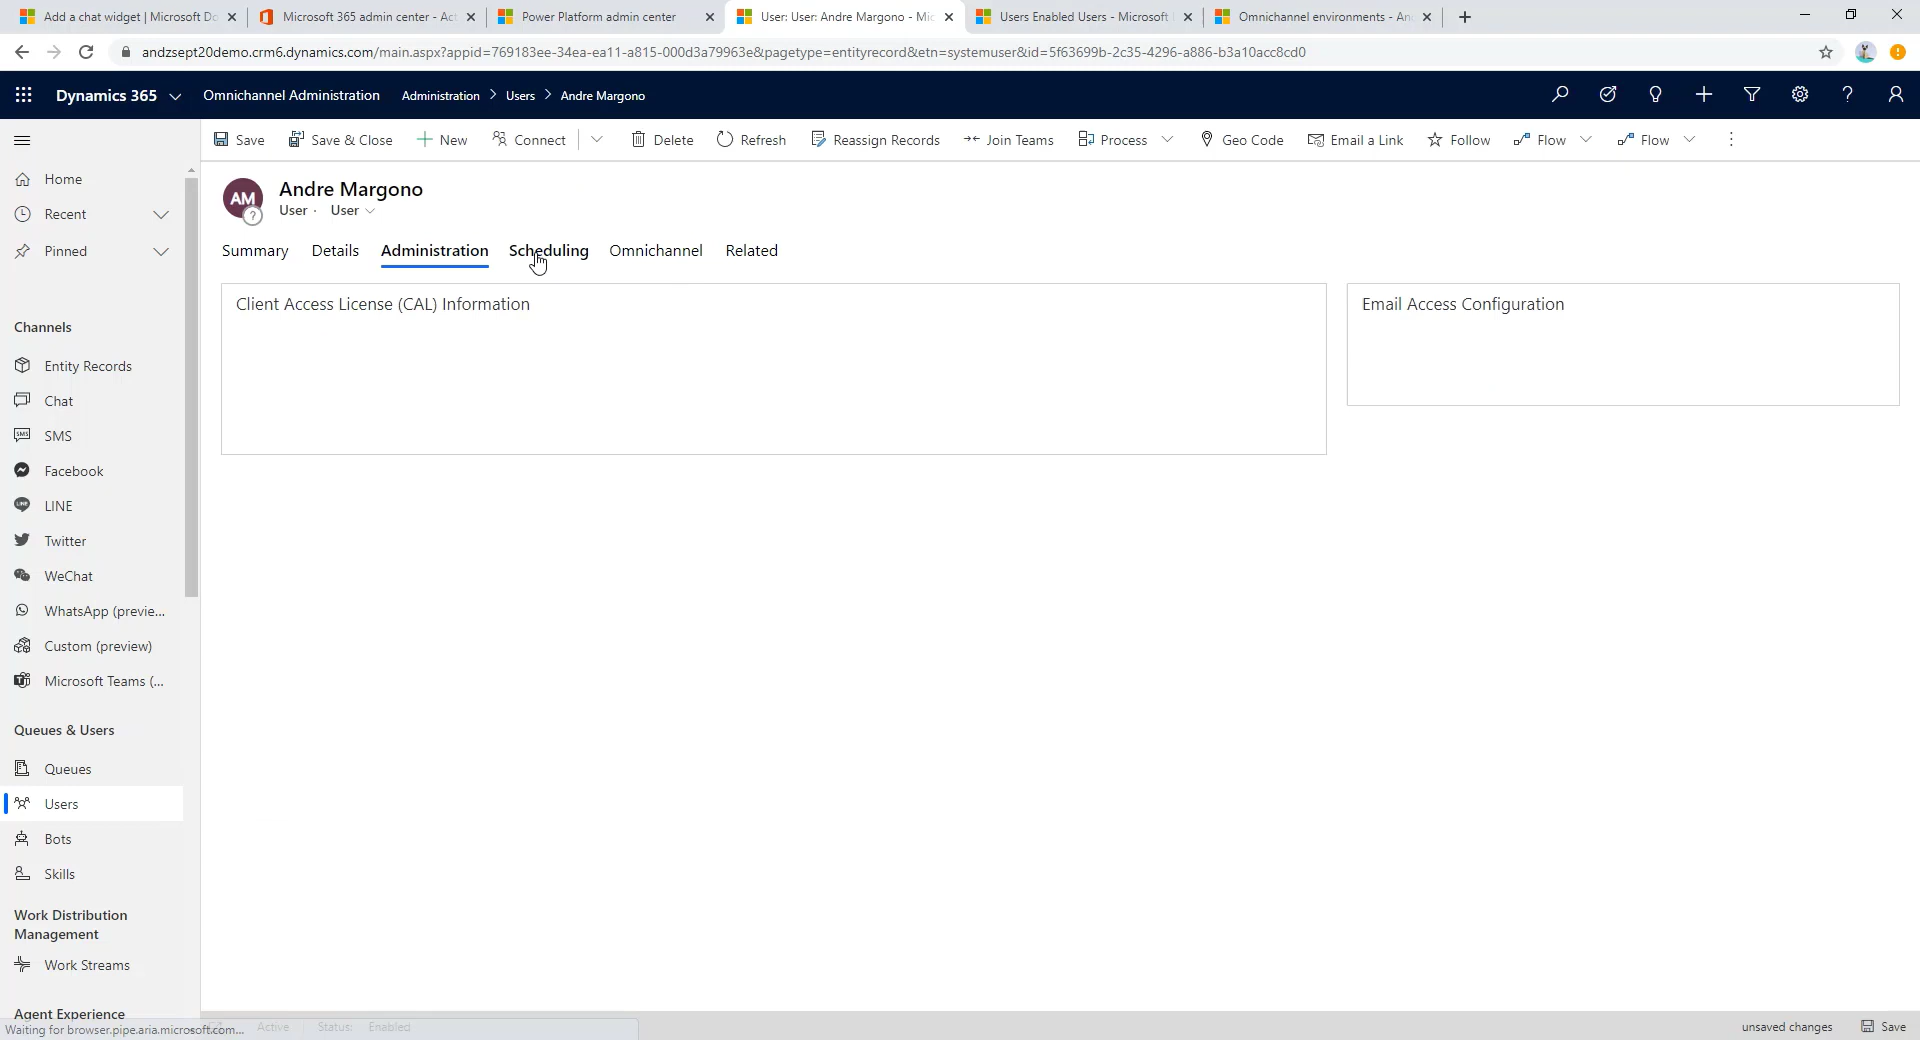 Add a chat widget | Microsoft Do
Microsoft 365 admin center - Act
Power Platform admin center
User: User: Andre Margono - Mic
Users Enabled Users - Microsoft
Omnichannel environments - An
andzsept20demo.crm6.dynamics.com/main.aspx?appid=769183ee-34ea-ea11-a815-000d3a79963e&pagetype=entityrecord&etn=systemuser&id=5f63699b-2c35-4296-a886-b3a10acc8cd0
Dynamics 365 Omnichannel Administration Administration > Users > Andre Margono
Save Save & Close New Connect Delete Refresh Reassign Records Join Teams Process Geo Code Email a Link Follow Flow Flow
Home
Recent
Pinned
Channels
Entity Records
Chat
SMS
Facebook
LINE
Twitter
WeChat
WhatsApp (previe...
Custom (preview)
Microsoft Teams (...
Queues & Users
Queues
Users
Bots
Skills
Work Distribution
Management
Work Streams
Agent Experience
AM
Andre Margono
User · User
Summary Details Administration Scheduling Omnichannel Related
Client Access License (CAL) Information
Email Access Configuration
Waiting for browser.pipe.aria.microsoft.com...
Active Status: Enabled
unsaved changes Save